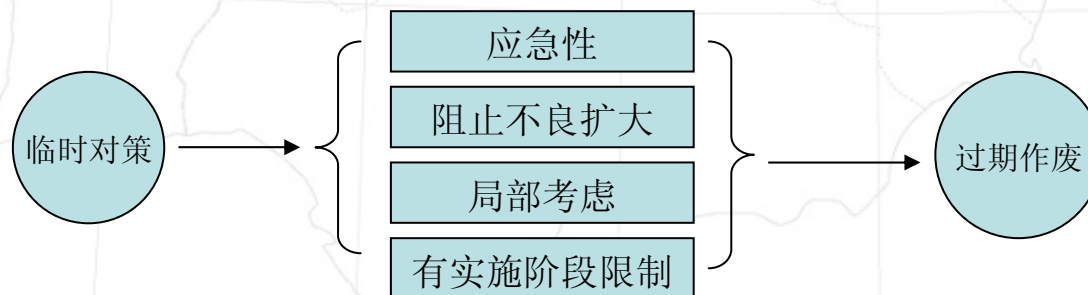 临时对策
应急性
阻止不良扩大
局部考虑
有实施阶段限制
过期作废